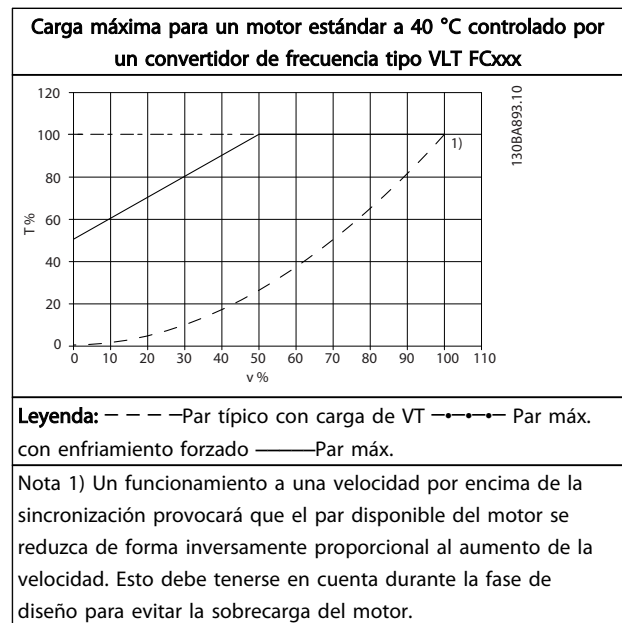 Carga máxima para un motor estándar a 40 °C controlado por
un convertidor de frecuencia tipo VLT FCxxx
120
100
80
60
40
20
0
T %
0 10 20 30 40 50 60 70 80 90 100 110
v %
1)
130BA893.10
Leyenda: – – – –Par típico con carga de VT –•–•–•– Par máx.
con enfriamiento forzado ———Par máx.
Nota 1) Un funcionamiento a una velocidad por encima de la
sincronización provocará que el par disponible del motor se
reduzca de forma inversamente proporcional al aumento de la
velocidad. Esto debe tenerse en cuenta durante la fase de
diseño para evitar la sobrecarga del motor.